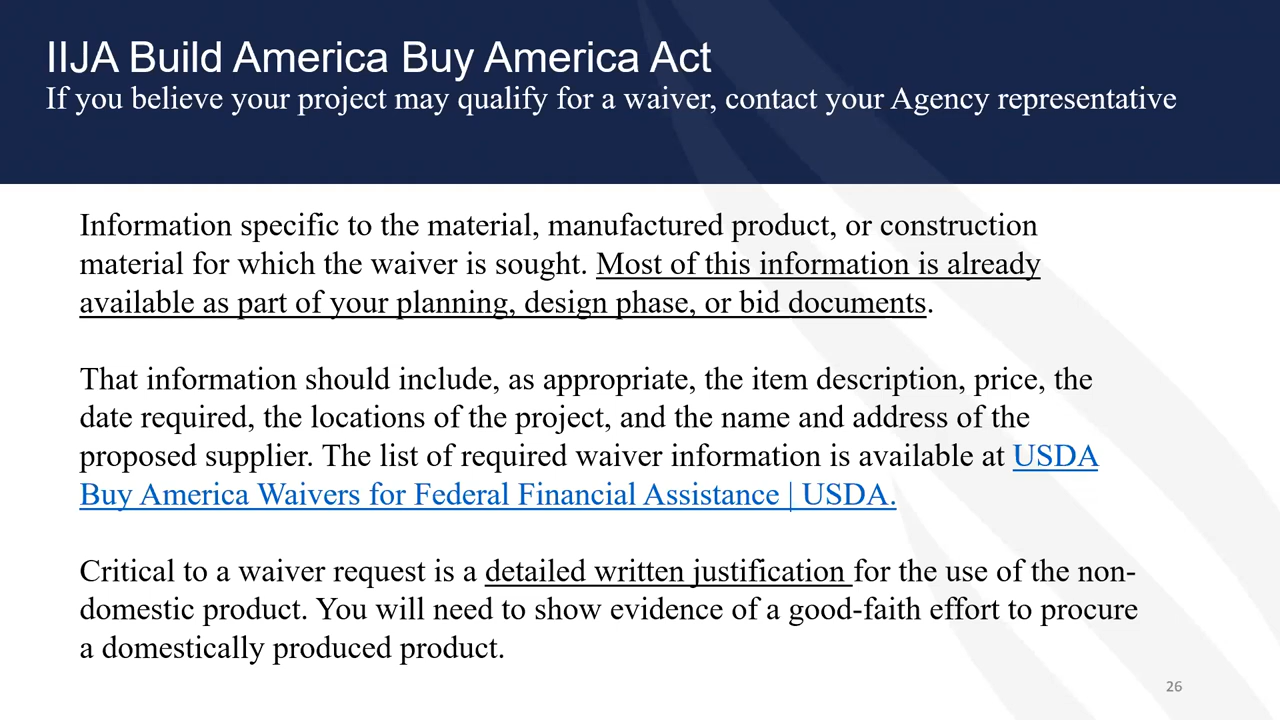 IIJA Build America Buy America Act
If you believe your project may qualify for a waiver, contact your Agency representative
Information specific to the material, manufactured product, or construction
material for which the waiver is sought. Most of this information is already
available as part of your planning, design phase, or bid documents.
That information should include, as appropriate, the item description, price, the
date required, the locations of the project, and the name and address of the
proposed supplier. The list of required waiver information is available at USDA
Buy America Waivers for Federal Financial Assistance | USDA.
Critical to a waiver request is a detailed written justification for the use of the non-
domestic product. You will need to show evidence of a good-faith effort to procure
a domestically produced product.
26